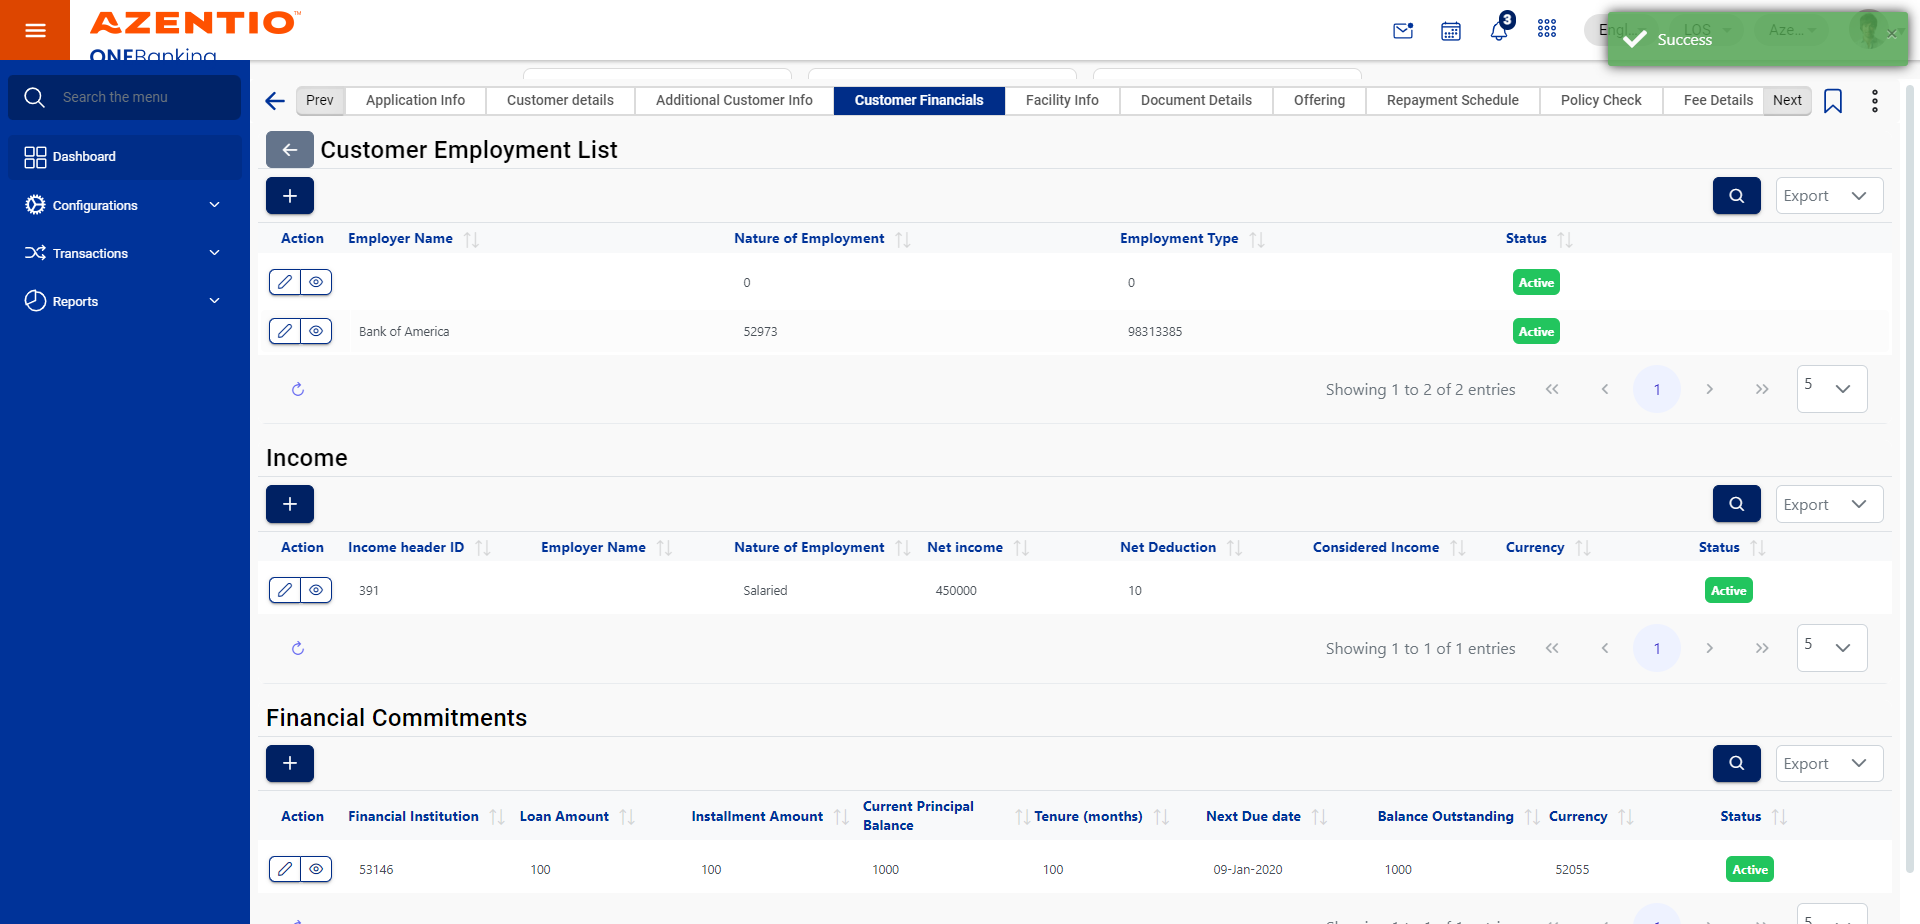 AZENTIO™
ONEBanking
3
Engl...
LOS
Aze...
Success
Search the menu
Dashboard
Configurations
Transactions
Reports
Prev
Application Info
Customer details
Additional Customer Info
Customer Financials
Facility Info
Document Details
Offering
Repayment Schedule
Policy Check
Fee Details
Next
Customer Employment List
Export
Action Employer Name Nature of Employment Employment Type Status
0 0 Active
Bank of America 52973 98313385 Active
Showing 1 to 2 of 2 entries 1 5
Income
Export
Action Income header ID Employer Name Nature of Employment Net income Net Deduction Considered Income Currency Status
391 Salaried 450000 10 Active
Showing 1 to 1 of 1 entries 1 5
Financial Commitments
Export
Action Financial Institution Loan Amount Installment Amount Current Principal Balance Tenure (months) Next Due date Balance Outstanding Currency Status
53146 100 100 1000 100 09-Jan-2020 1000 52055 Active